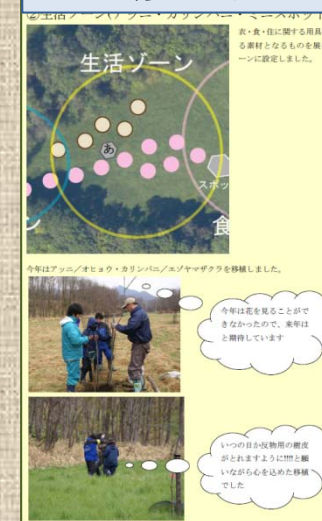 ②生活ゾーン(アッニ・カリンパニ・ミニスポット
衣・食・住に関する用具
る素材となるものを展
ーンに設定しました。
生活ゾーン
あ
スポッ
食
ン
今年はアッニ／オヒョウ・カリンパニ／エゾヤマザクラを移植しました。
今年は花を見ることがで
きなかったので、来年は
と期待しています
いつの日か反物用の樹皮
がとれますように!!!!と願
いながら心を込めた移植
でした